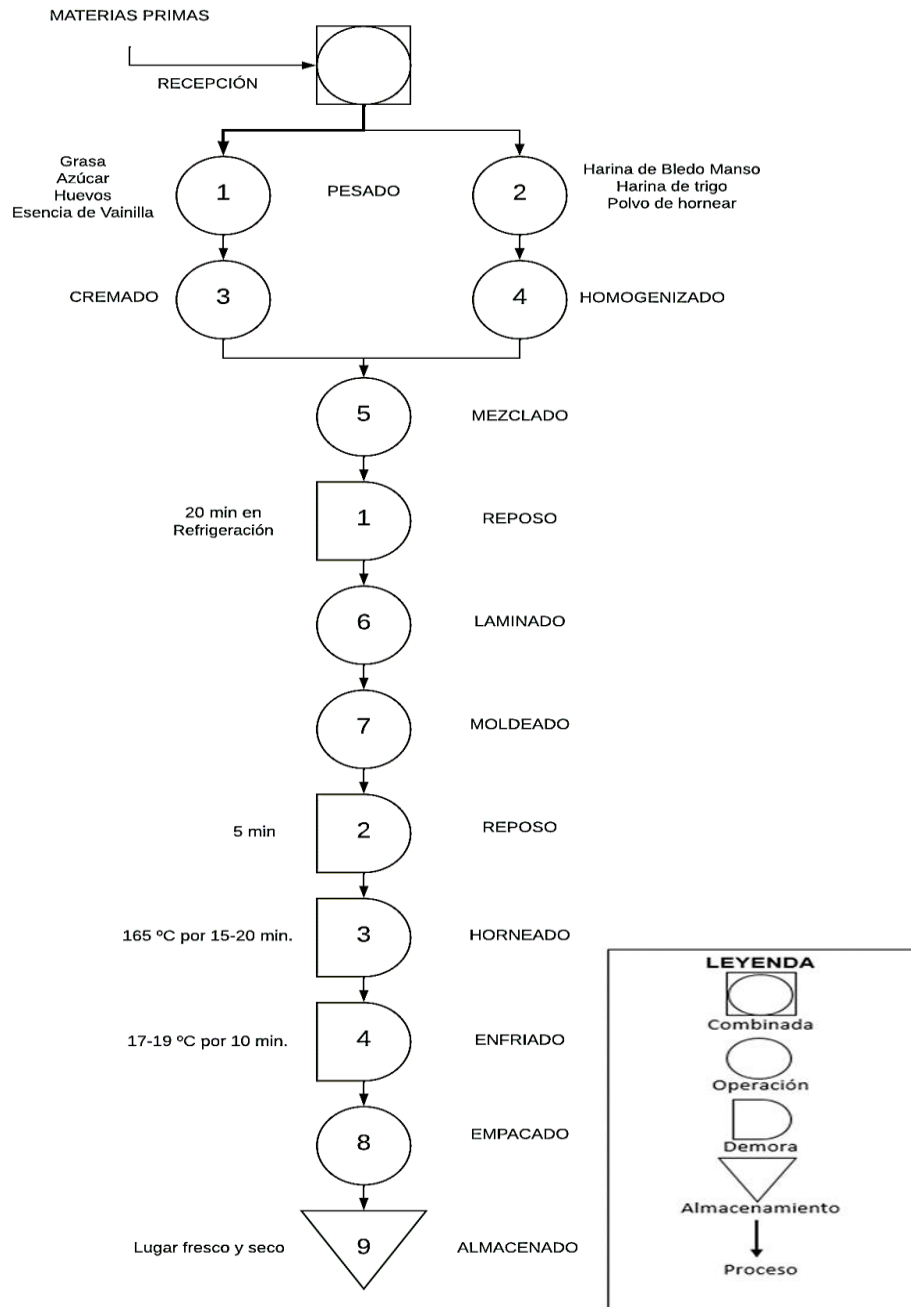 MATERIAS PRIMAS
RECEPCIÓN
Grasa
Azúcar
Huevos
Esencia de Vainilla
1
PESADO
2
Harina de Bledo Manso
Harina de trigo
Polvo de hornear
CREMADO
3
4
HOMOGENIZADO
5
MEZCLADO
20 min en
Refrigeración
1
REPOSO
6
LAMINADO
7
MOLDEADO
5 min
2
REPOSO
165 ºC por 15-20 min.
3
HORNEADO
17-19 ºC por 10 min.
4
ENFRIADO
8
EMPACADO
Lugar fresco y seco
9
ALMACENADO
LEYENDA
Combinada
Operación
Demora
Almacenamiento
Proceso